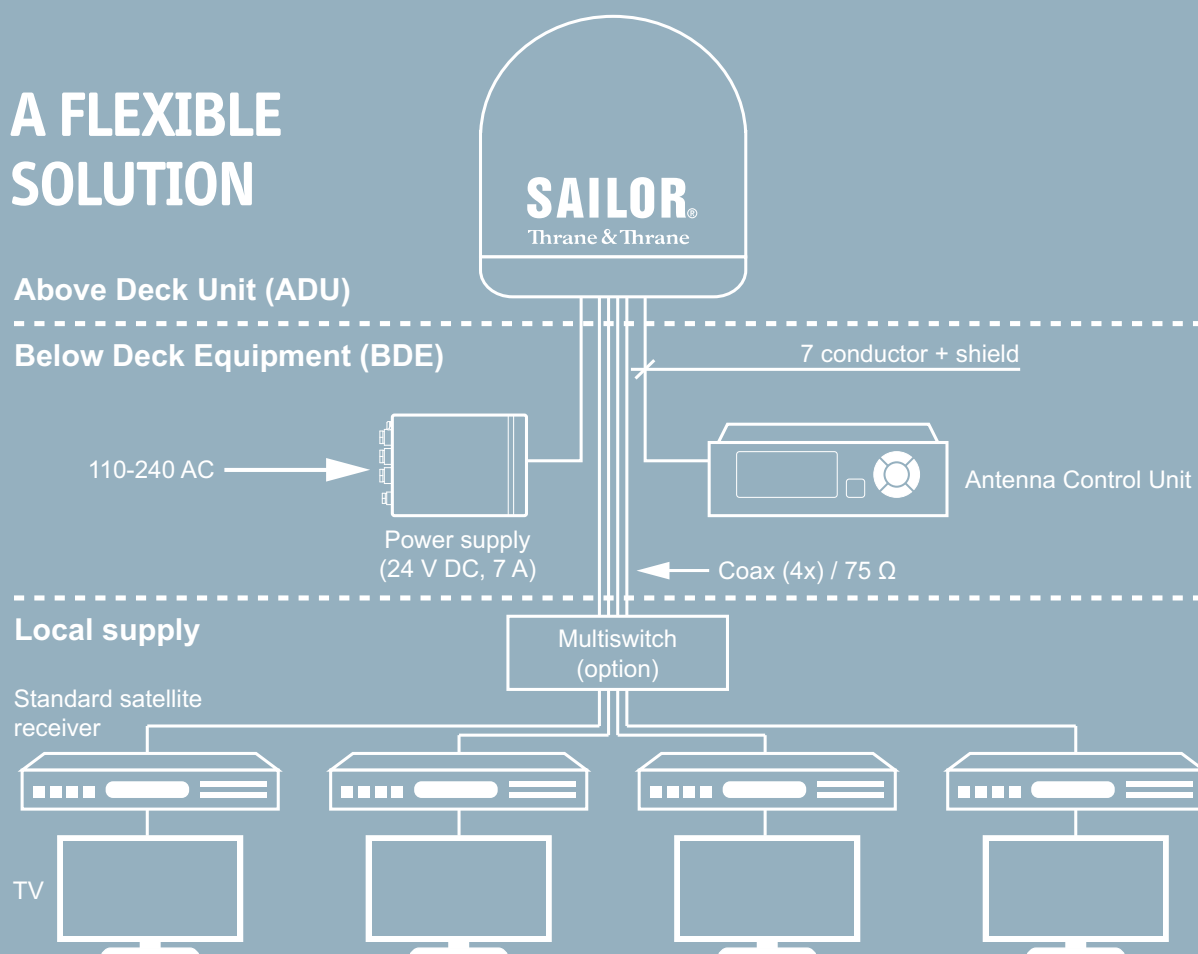 A FLEXIBLE
SOLUTION
SAILOR®
Thrane & Thrane
Above Deck Unit (ADU)
Below Deck Equipment (BDE)
7 conductor + shield
110-240 AC
Antenna Control Unit
Power supply
(24 V DC, 7 A)
Coax (4x) / 75 Ω
Local supply
Multiswitch
(option)
Standard satellite
receiver
TV